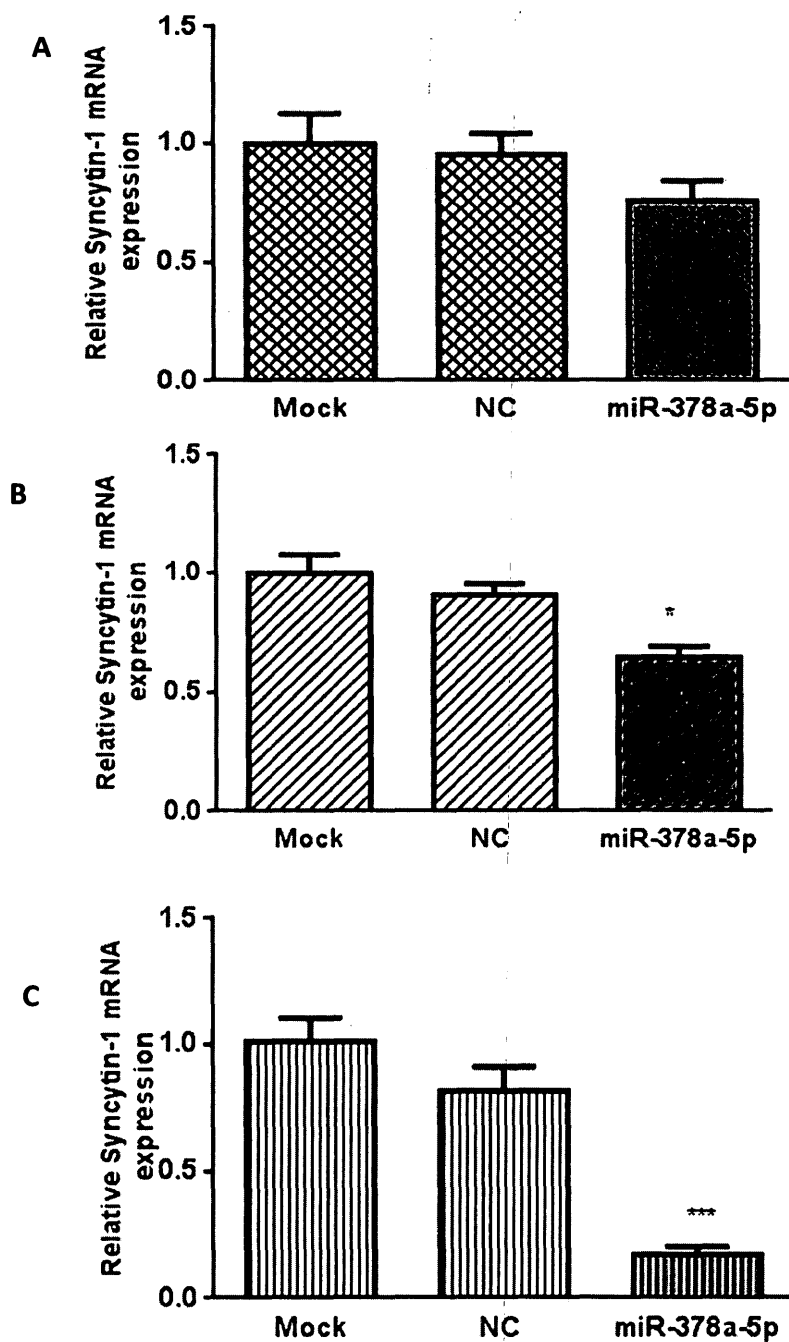 A
Relative Syncytin-1 mRNA
expression
1.5
1.0
0.5
0.0
Mock
NC
miR-378a-5p
B
Relative Syncytin-1 mRNA
expression
1.5
1.0
0.5
0.0
*
Mock
NC
miR-378a-5p
C
Relative Syncytin-1 mRNA
expression
1.5
1.0
0.5
0.0
***
Mock
NC
miR-378a-5p